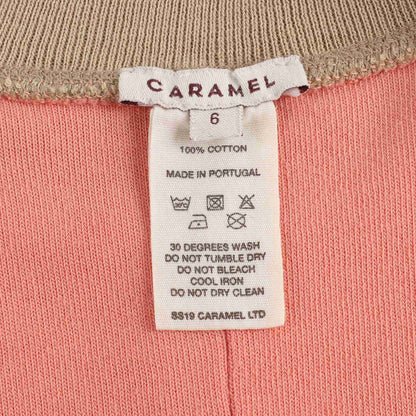 CARAMEL
6
100% COTTON
MADE IN PORTUGAL
30°C
30 DEGREES WASH
DO NOT TUMBLE DRY
DO NOT BLEACH
COOL IRON
DO NOT DRY CLEAN
SS19 CARAMEL LTD